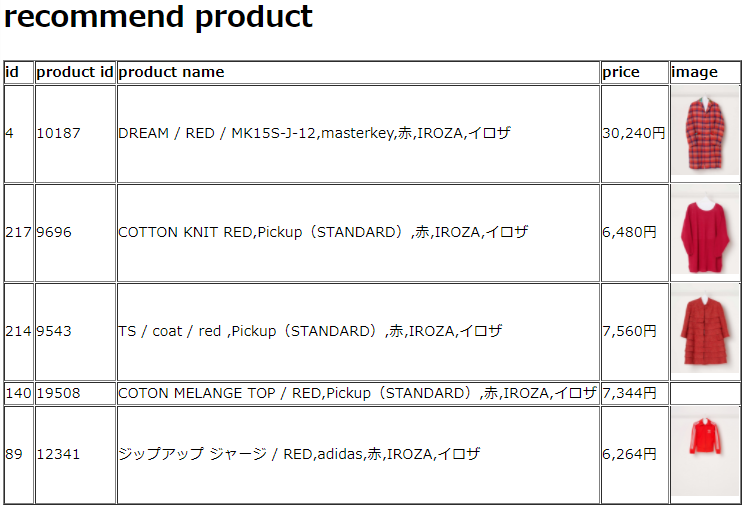 recommend product
id product id product name price image
4 10187 DREAM / RED / MK15S-J-12,masterkey,赤,IROZA,イロザ 30,240円
217 9696 COTTON KNIT RED,Pickup（STANDARD）,赤,IROZA,イロザ 6,480円
214 9543 TS / coat / red ,Pickup（STANDARD）,赤,IROZA,イロザ 7,560円
140 19508 COTON MELANGE TOP / RED,Pickup（STANDARD）,赤,IROZA,イロザ 7,344円
89 12341 ジップアップ ジャージ / RED,adidas,赤,IROZA,イロザ 6,264円